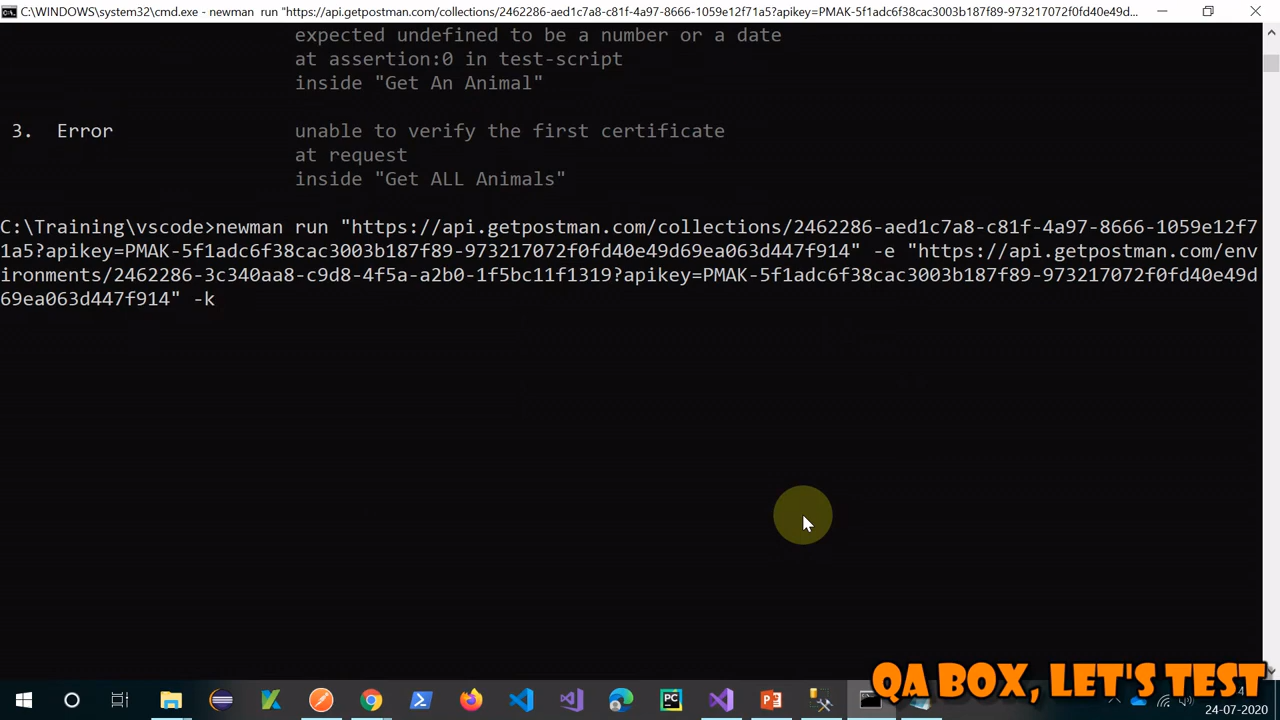 C:\WINDOWS\system32\cmd.exe - newman run "https://api.getpostman.com/collections/2462286-aed1c7a8-c81f-4a97-8666-1059e12f71a5?apikey=PMAK-5f1adc6f38cac3003b187f89-973217072f0fd40e49d...
expected undefined to be a number or a date
at assertion:0 in test-script
inside "Get An Animal"
3. Error unable to verify the first certificate
at request
inside "Get ALL Animals"
C:\Training\vscode>newman run "https://api.getpostman.com/collections/2462286-aed1c7a8-c81f-4a97-8666-1059e12f7
1a5?apikey=PMAK-5f1adc6f38cac3003b187f89-973217072f0fd40e49d69ea063d447f914" -e "https://api.getpostman.com/env
ironments/2462286-3c340aa8-c9d8-4f5a-a2b0-1f5bc11f1319?apikey=PMAK-5f1adc6f38cac3003b187f89-973217072f0fd40e49d
69ea063d447f914" -k
QA BOX, LET'S TEST
24-07-2020